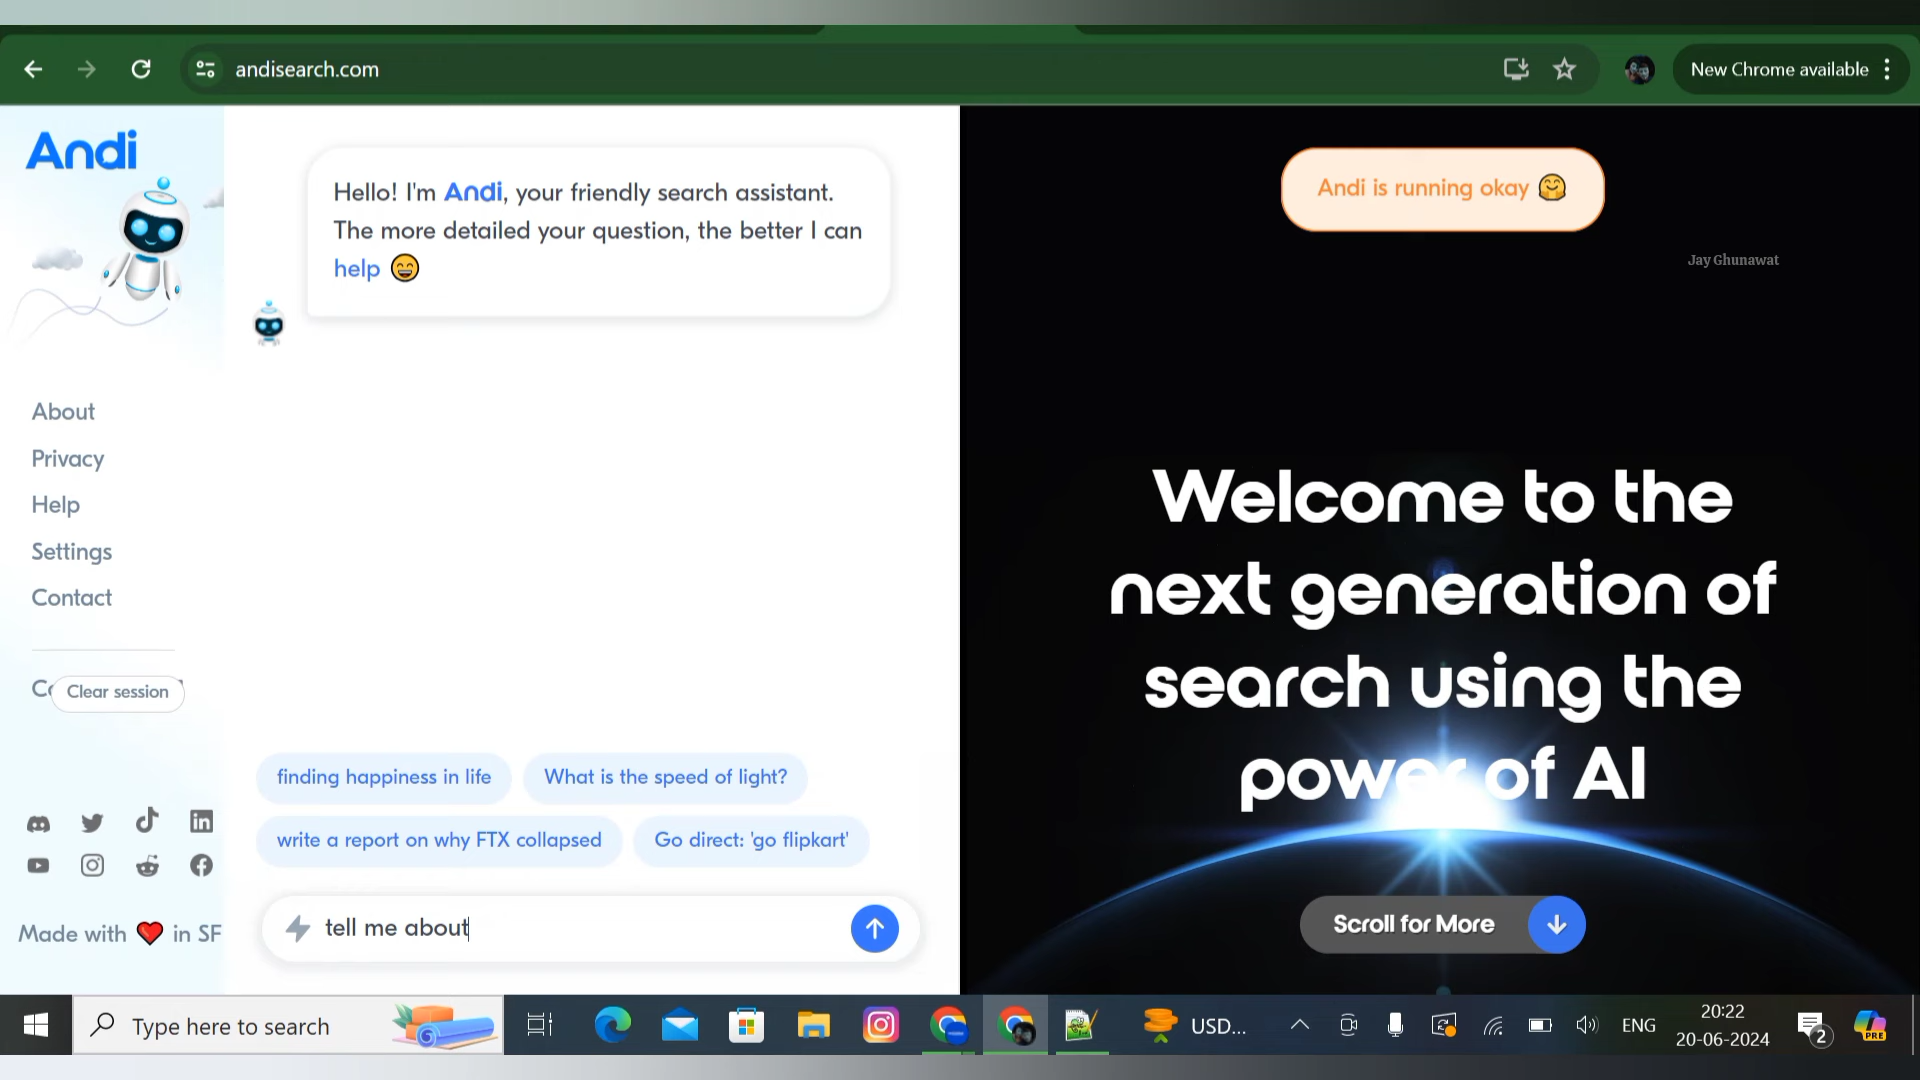 andisearch.com
New Chrome available
Andi
Hello! I'm Andi, your friendly search assistant.
The more detailed your question, the better I can
help
About
Privacy
Help
Settings
Contact
Clear session
Made with in SF
finding happiness in life
What is the speed of light?
write a report on why FTX collapsed
Go direct: 'go flipkart'
tell me about
Andi is running okay
Jay Ghunawat
Welcome to the
next generation of
search using the
power of AI
Scroll for More
Type here to search
USD...
ENG
20:22
20-06-2024
2
PRE